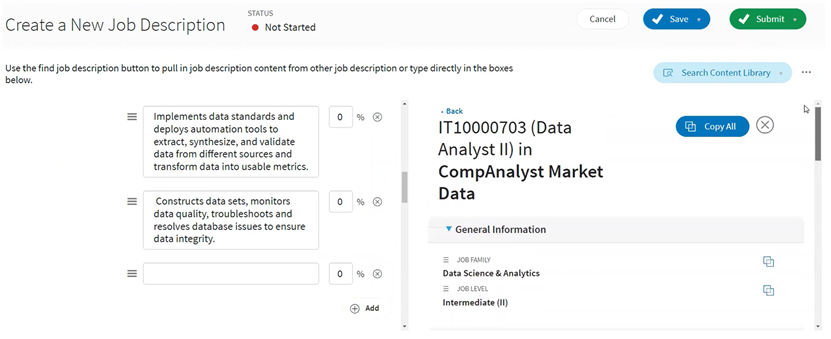 Create a New Job Description
STATUS
Not Started
Cancel
Save
Submit
Use the find job description button to pull in job description content from other job description or type directly in the boxes
below.
Search Content Library
Implements data standards and
deploys automation tools to
extract, synthesize, and validate
data from different sources and
transform data into usable metrics.
0 %
Constructs data sets, monitors
data quality, troubleshoots and
resolves database issues to ensure
data integrity.
0 %
0 %
Add
Back
IT10000703 (Data
Analyst II) in
CompAnalyst Market
Data
Copy All
General Information
JOB FAMILY
Data Science & Analytics
JOB LEVEL
Intermediate (II)